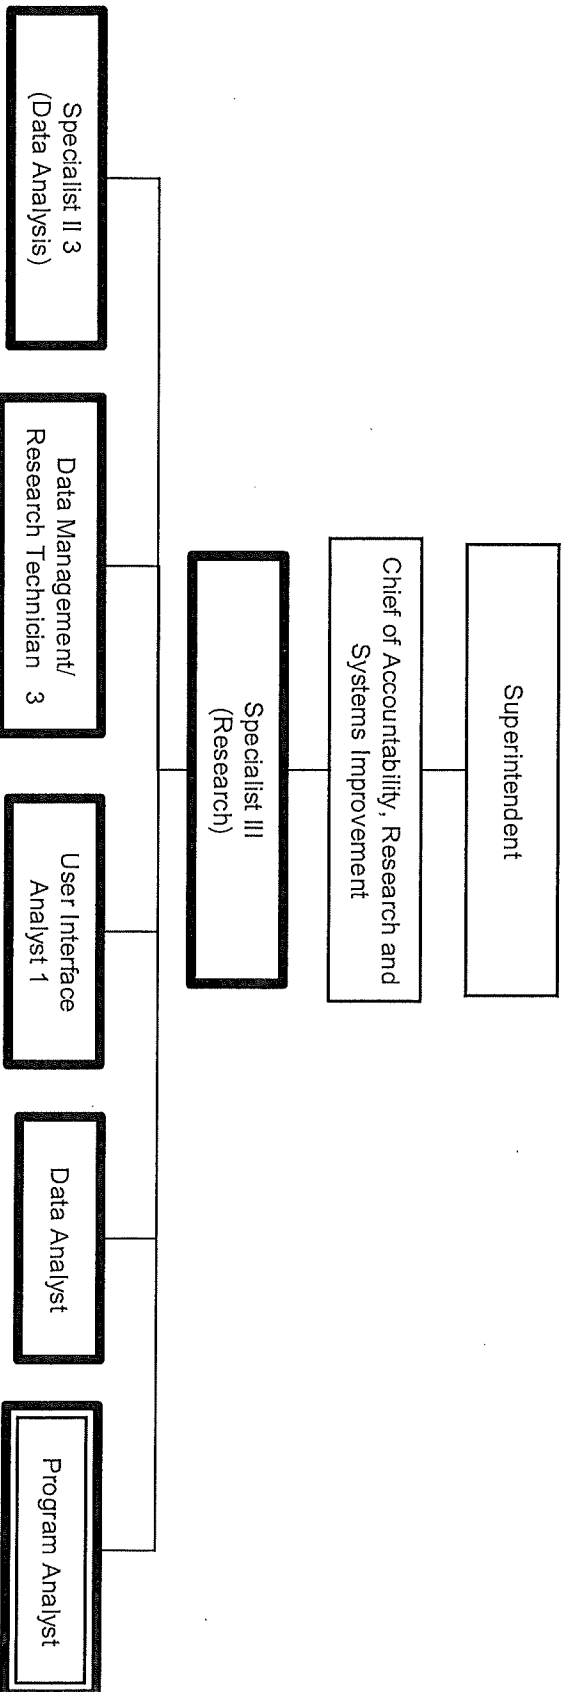 Superintendent
Chief of Accountability, Research and
Systems Improvement
Specialist III
(Research)
Specialist II 3
(Data Analysis)
Data Management/
Research Technician 3
User Interface
Analyst 1
Data Analyst
Program Analyst